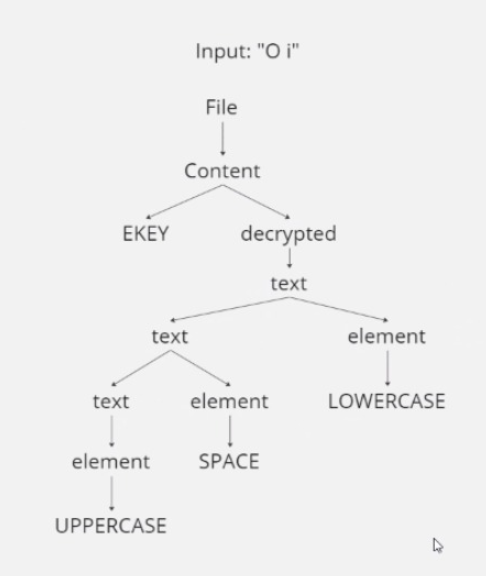 Input: "O i"
File
Content
EKEY decrypted
text
text element
text element LOWERCASE
element SPACE
UPPERCASE